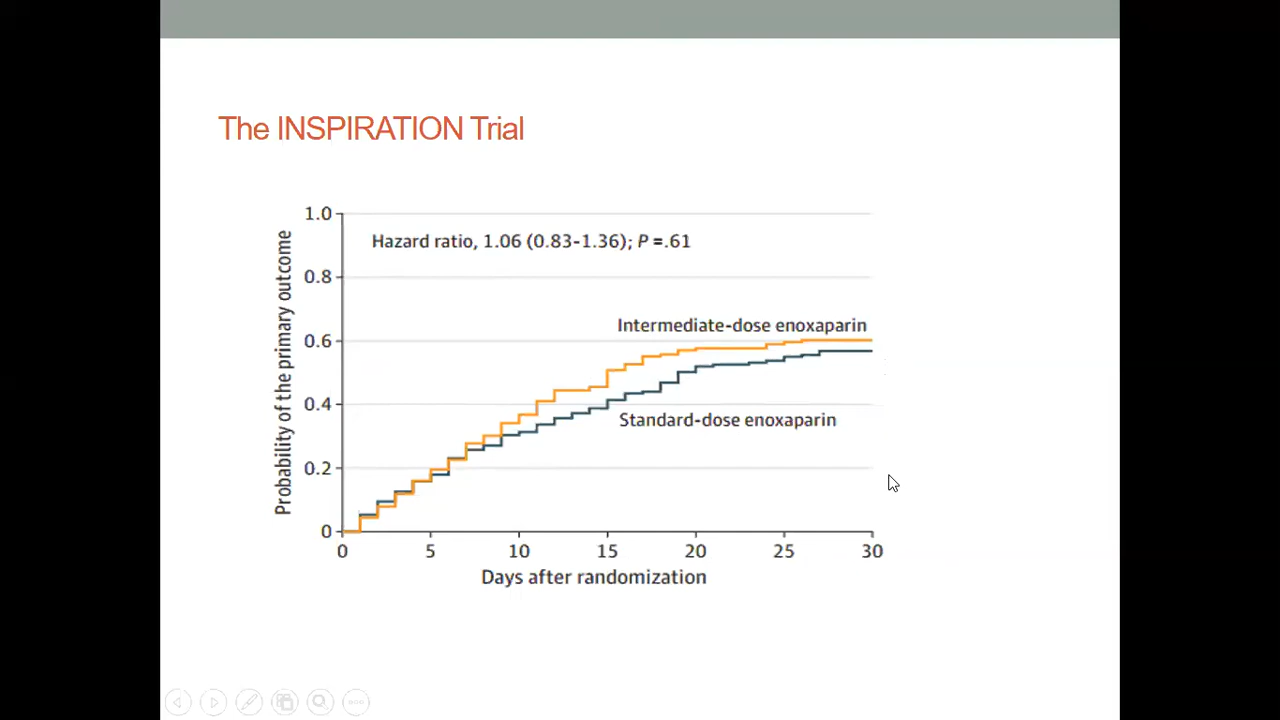 The INSPIRATION Trial
Probability of the primary outcome
1.0
0.8
0.6
0.4
0.2
0
Hazard ratio, 1.06 (0.83-1.36); P =.61
Intermediate-dose enoxaparin
Standard-dose enoxaparin
0 5 10 15 20 25 30
Days after randomization